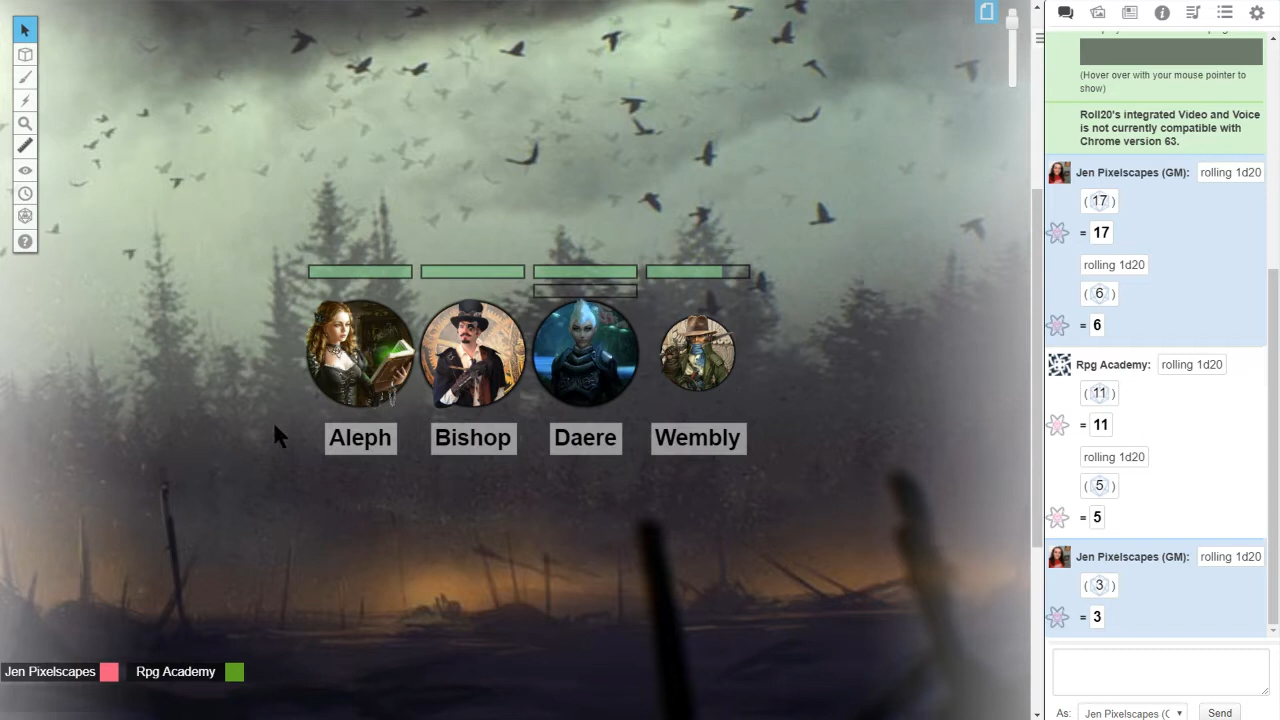 (Hover over with your mouse pointer to
show)
Roll20's integrated Video and Voice
is not currently compatible with
Chrome version 63.
Jen Pixelscapes (GM): rolling 1d20
(17)
= 17
rolling 1d20
(6)
= 6
Rpg Academy: rolling 1d20
(11)
= 11
rolling 1d20
(5)
= 5
Jen Pixelscapes (GM): rolling 1d20
(3)
= 3
As: Jen Pixelscapes (G
Send
Aleph Bishop Daere Wembly
Jen Pixelscapes Rpg Academy